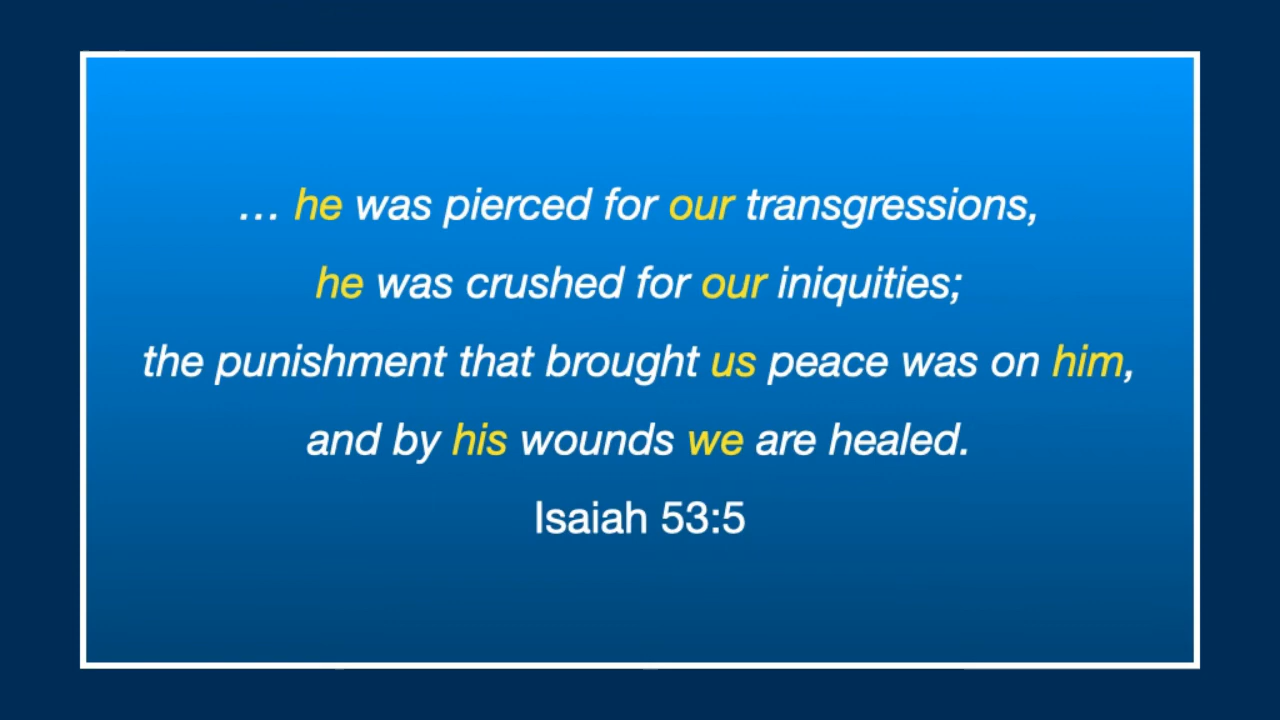 ... he was pierced for our transgressions,
he was crushed for our iniquities;
the punishment that brought us peace was on him,
and by his wounds we are healed.
Isaiah 53:5